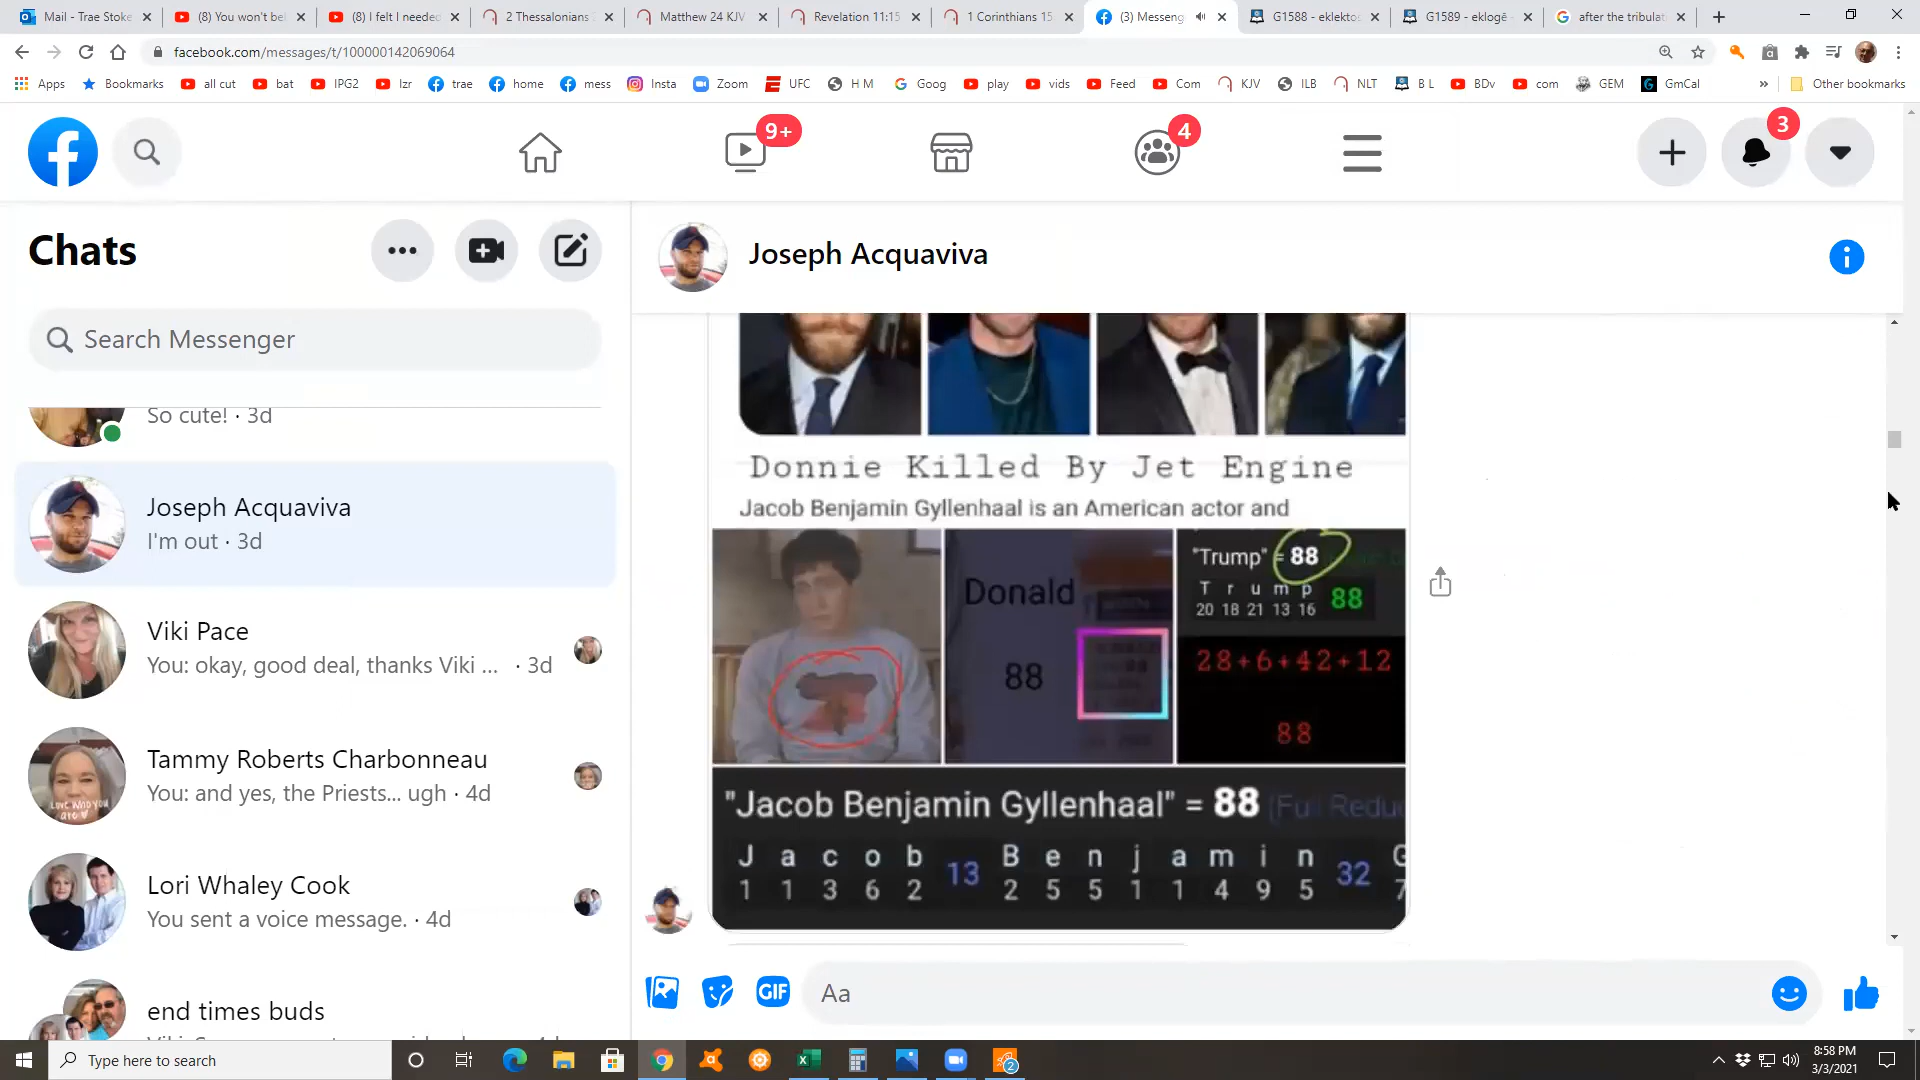 Mail - Trae Stoke
(8) You won't bel
(8) I felt I needed
2 Thessalonians
Matthew 24 KJV
Revelation 11:15
1 Corinthians 15
(3) Messeng
G1588 - eklektos
G1589 - eklogē - s
after the tribulat
facebook.com/messages/t/100000142069064
Apps
Bookmarks
all cut
bat
IPG2
lzr
trae
home
mess
Insta
Zoom
UFC
H M
Goog
play
vids
Feed
Com
KJV
ILB
NLT
B L
BDv
com
GEM
GmCal
»
Other bookmarks
9+
4
3
Chats
Search Messenger
So cute! · 3d
Joseph Acquaviva
I'm out · 3d
Viki Pace
You: okay, good deal, thanks Viki ... · 3d
Tammy Roberts Charbonneau
You: and yes, the Priests... ugh · 4d
Lori Whaley Cook
You sent a voice message. · 4d
end times buds
Joseph Acquaviva
Donnie Killed By Jet Engine
Jacob Benjamin Gyllenhaal is an American actor and
Donald
88
"Trump" = 88
T r u m p 88
20 18 21 13 16
28+6+42+12
88
"Jacob Benjamin Gyllenhaal" = 88 (Full Redu
J a c o b 13 B e n j a m i n 32 G
1 1 3 6 2 2 5 5 1 1 4 9 5 7
GIF
Aa
Type here to search
2
8:58 PM
3/3/2021